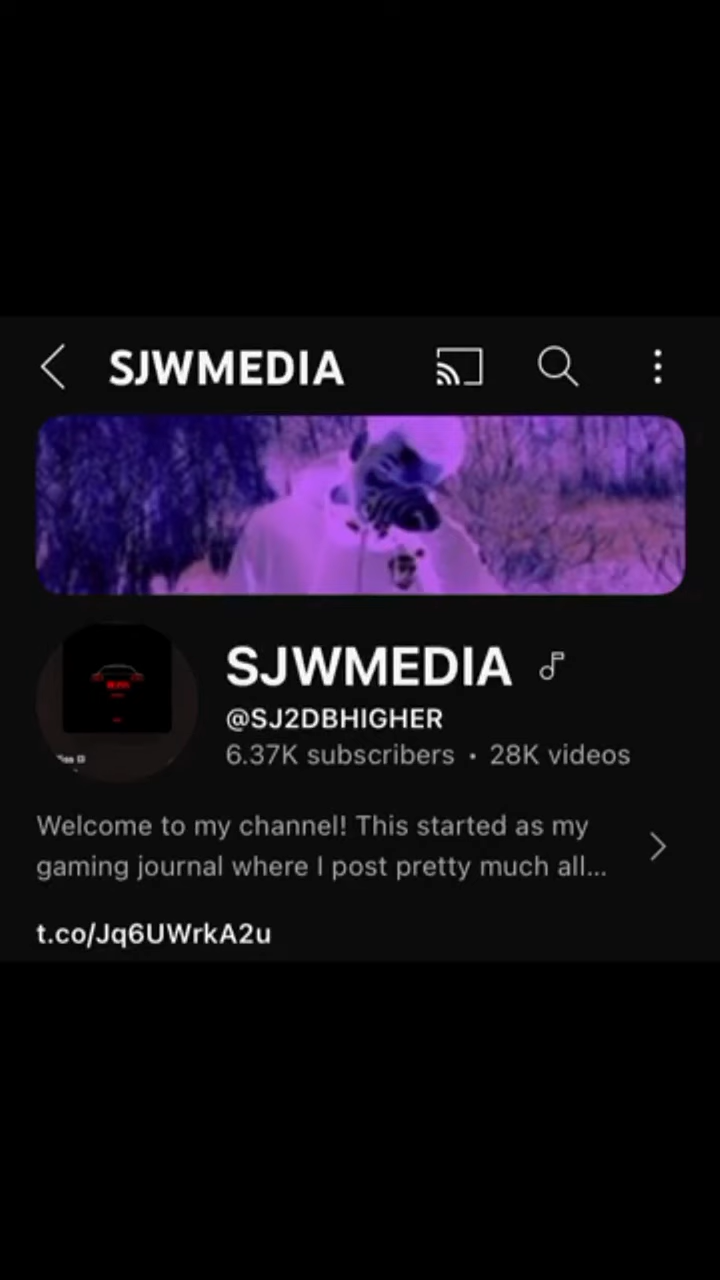 SJWMEDIA
SJWMEDIA
@SJ2DBHIGHER
6.37K subscribers • 28K videos
Welcome to my channel! This started as my
gaming journal where I post pretty much all...
t.co/Jq6UWrkA2u